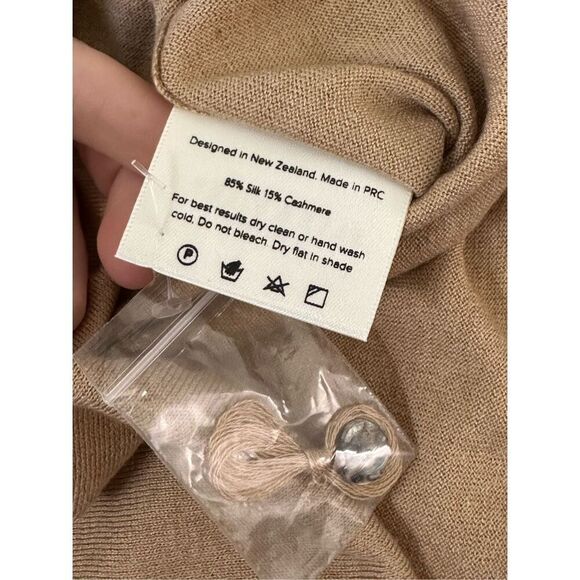 Designed in New Zealand. Made in PRC
85% Silk 15% Cashmere
For best results dry clean or hand wash
cold. Do not bleach. Dry flat in shade
P